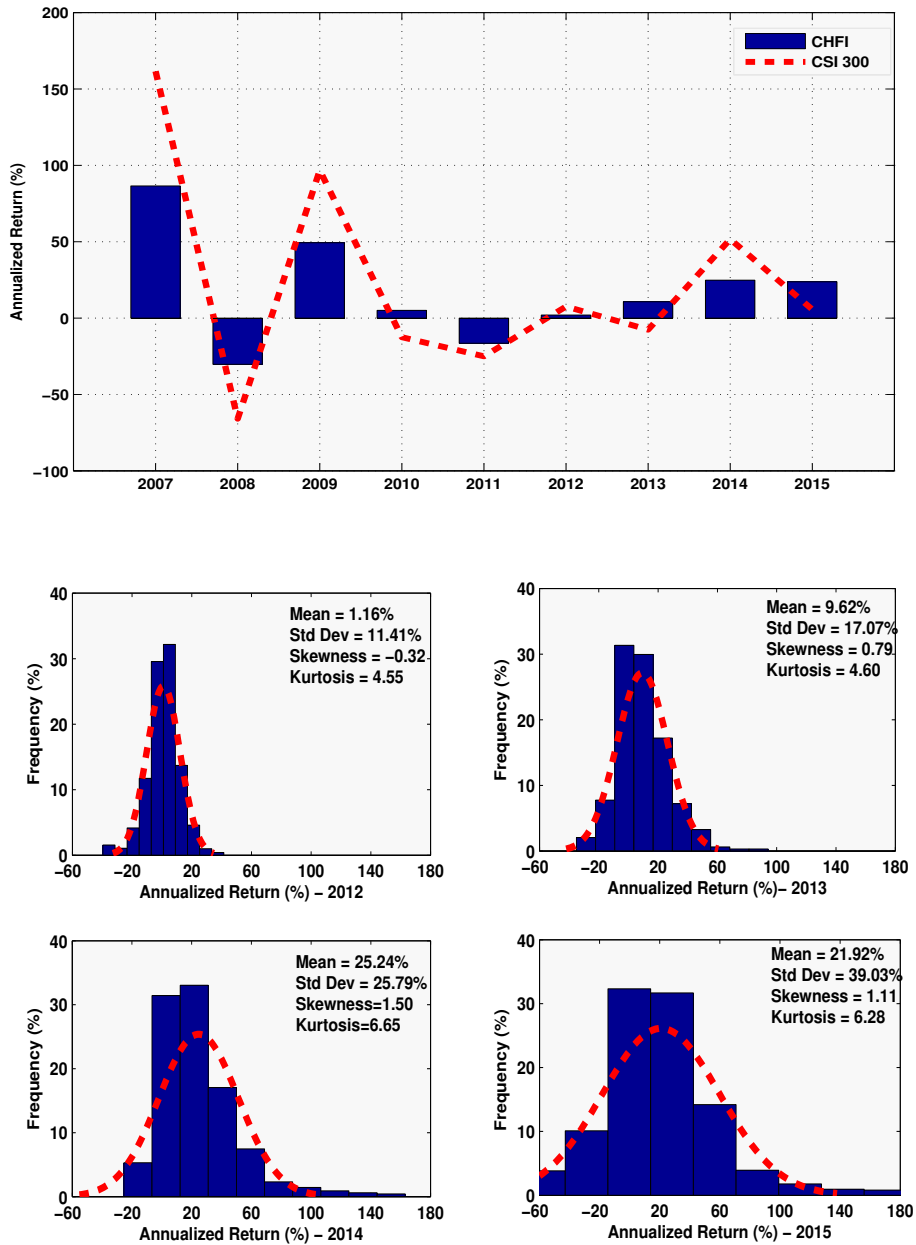 200
150
100
50
0
−50
−100
Annualized Return (%)
CHFI
CSI 300
2007 2008 2009 2010 2011 2012 2013 2014 2015
40
30
20
10
0
Frequency (%)
Mean = 1.16%
Std Dev = 11.41%
Skewness = −0.32
Kurtosis = 4.55
−60 −20 20 60 100 140 180
Annualized Return (%) − 2012
40
30
20
10
0
Frequency (%)
Mean = 9.62%
Std Dev = 17.07%
Skewness = 0.79
Kurtosis = 4.60
−60 −20 20 60 100 140 180
Annualized Return (%)− 2013
40
30
20
10
0
Frequency (%)
Mean = 25.24%
Std Dev = 25.79%
Skewness=1.50
Kurtosis=6.65
−60 −20 20 60 100 140 180
Annualized Return (%) − 2014
40
30
20
10
0
Frequency (%)
Mean = 21.92%
Std Dev = 39.03%
Skewness = 1.11
Kurtosis = 6.28
−60 −20 20 60 100 140 180
Annualized Return (%) − 2015